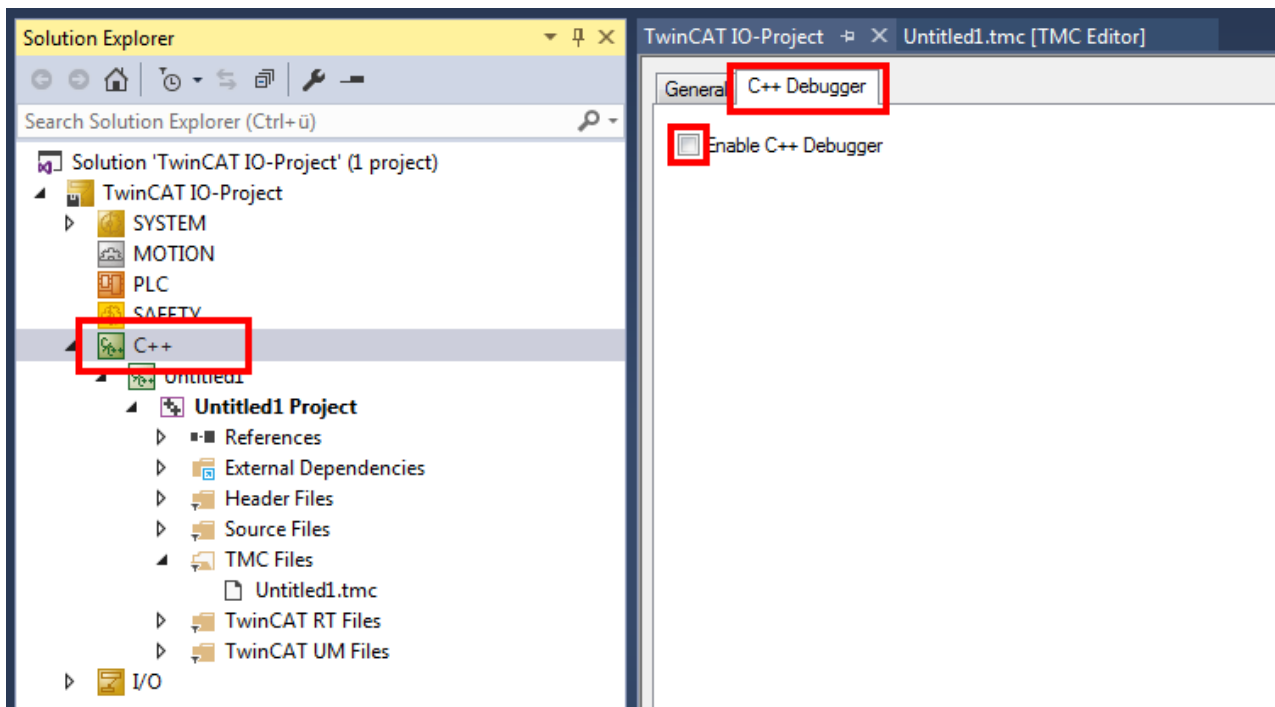 Solution Explorer
Search Solution Explorer (Ctrl+ü)
Solution 'TwinCAT IO-Project' (1 project)
TwinCAT IO-Project
SYSTEM
MOTION
PLC
SAFETY
C++
Untitled1
Untitled1 Project
References
External Dependencies
Header Files
Source Files
TMC Files
Untitled1.tmc
TwinCAT RT Files
TwinCAT UM Files
I/O
TwinCAT IO-Project Untitled1.tmc [TMC Editor]
General C++ Debugger
Enable C++ Debugger